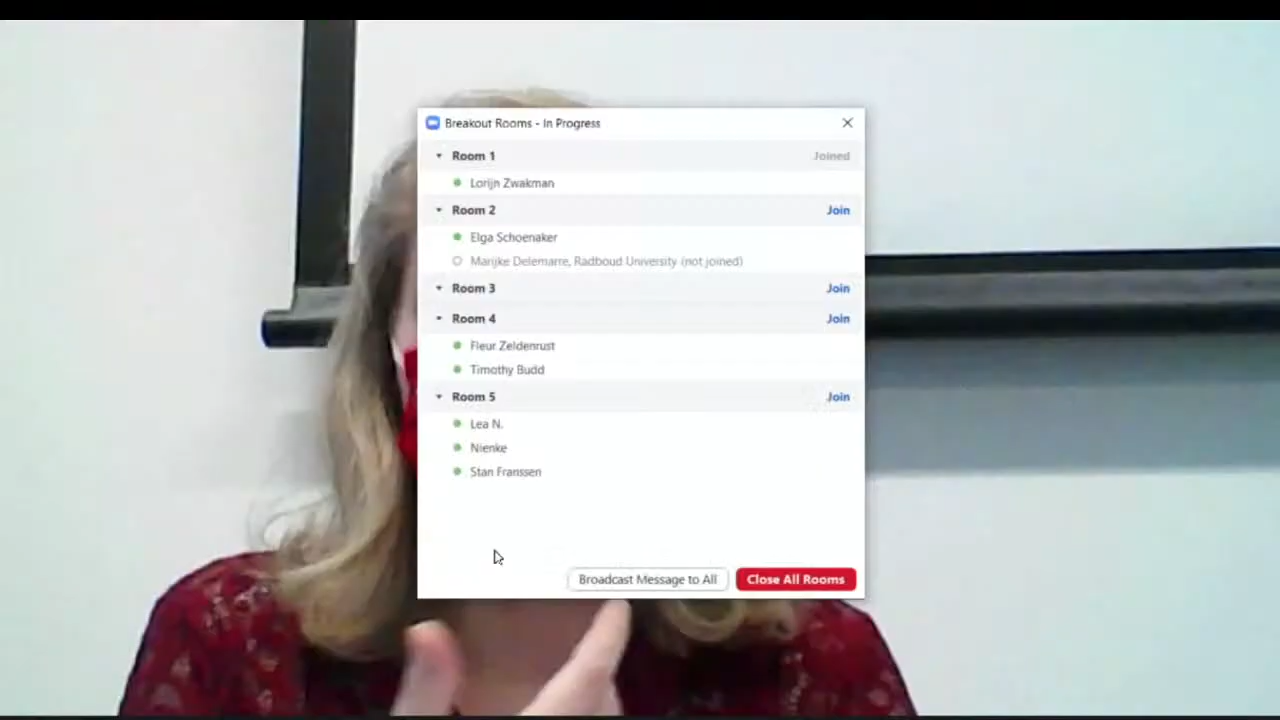 Breakout Rooms - In Progress
Room 1 Joined
Lorijn Zwakman
Room 2 Join
Elga Schoenaker
Marijke Delemarre, Radboud University (not joined)
Room 3 Join
Room 4 Join
Fleur Zeldenrust
Timothy Budd
Room 5 Join
Lea N.
Nienke
Stan Franssen
Broadcast Message to All Close All Rooms